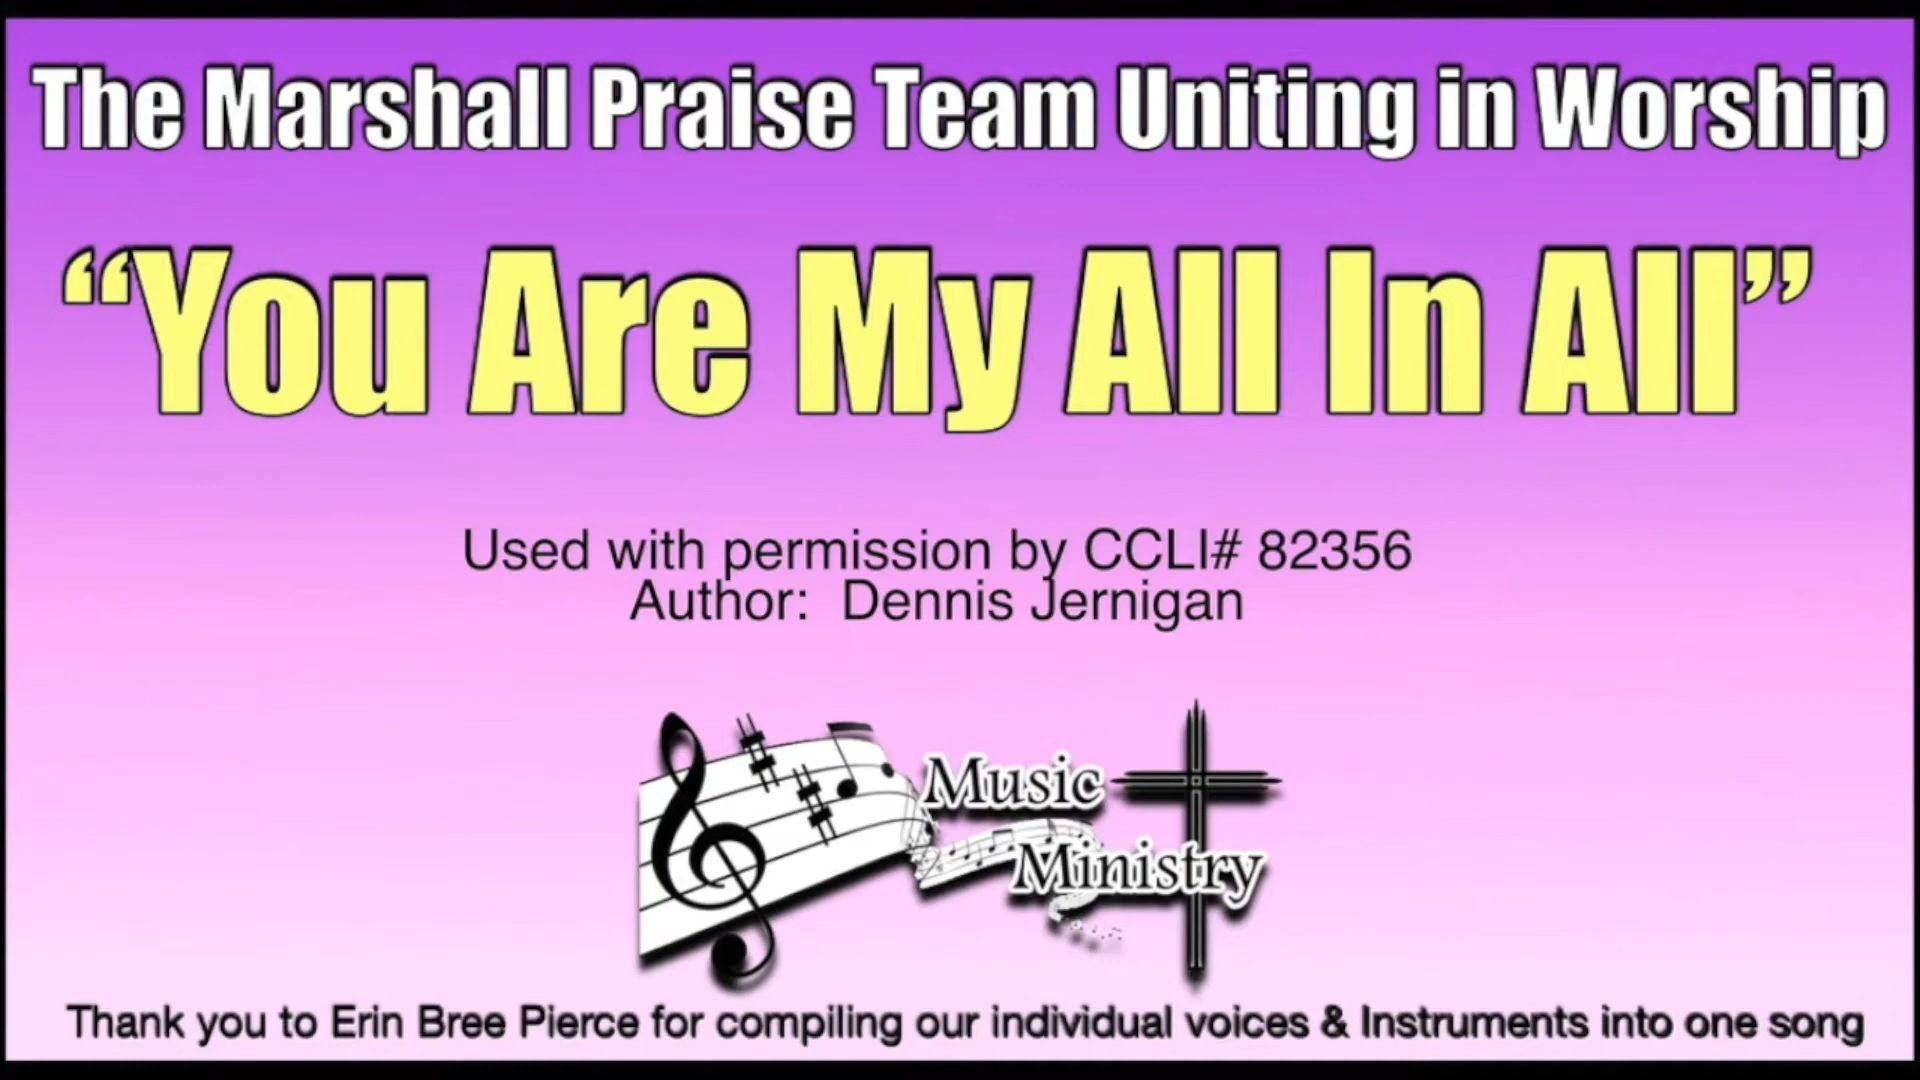 The Marshall Praise Team Uniting in Worship
“You Are My All In All”
Used with permission by CCLI# 82356
Author:  Dennis Jernigan
Music
Ministry
Thank you to Erin Bree Pierce for compiling our individual voices & Instruments into one song